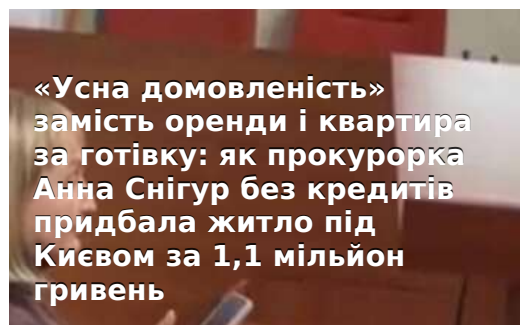 «Усна домовленість»
замість оренди і квартира
за готівку: як прокурорка
Анна Снігур без кредитів
придбала житло під
Києвом за 1,1 мільйон
гривень